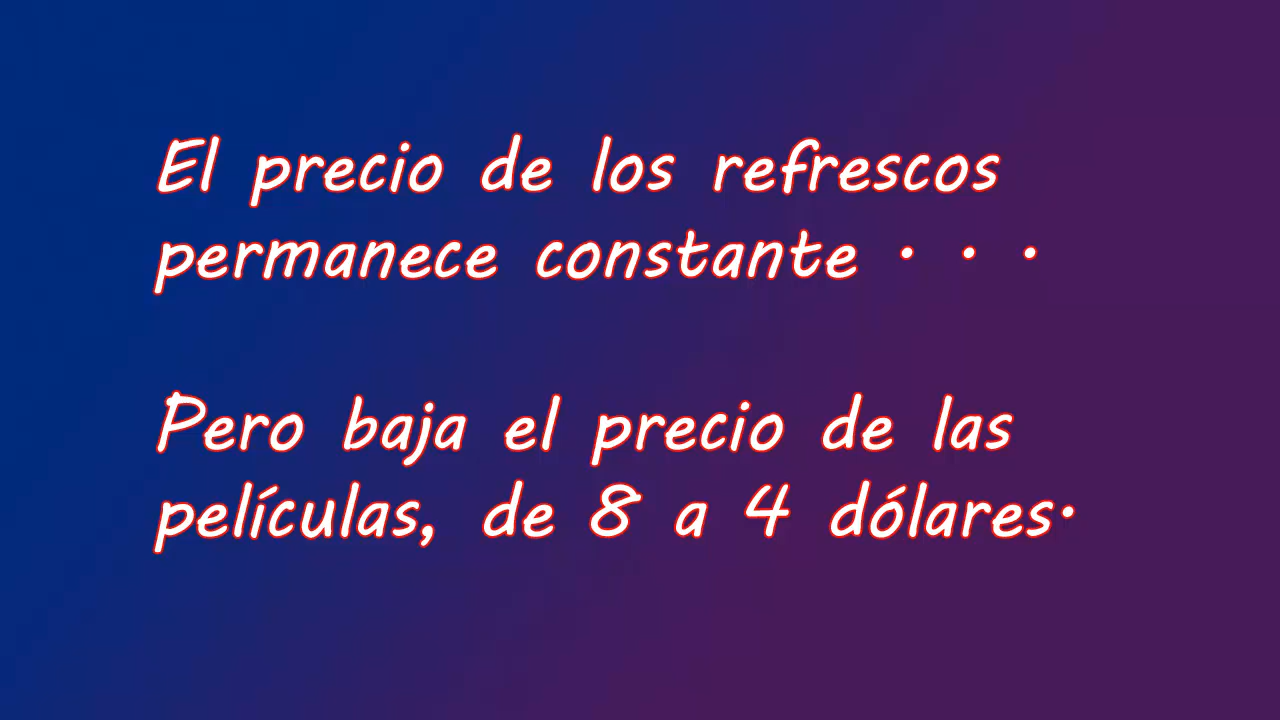 El precio de los refrescos
permanece constante . . .
Pero baja el precio de las
películas, de 8 a 4 dólares.